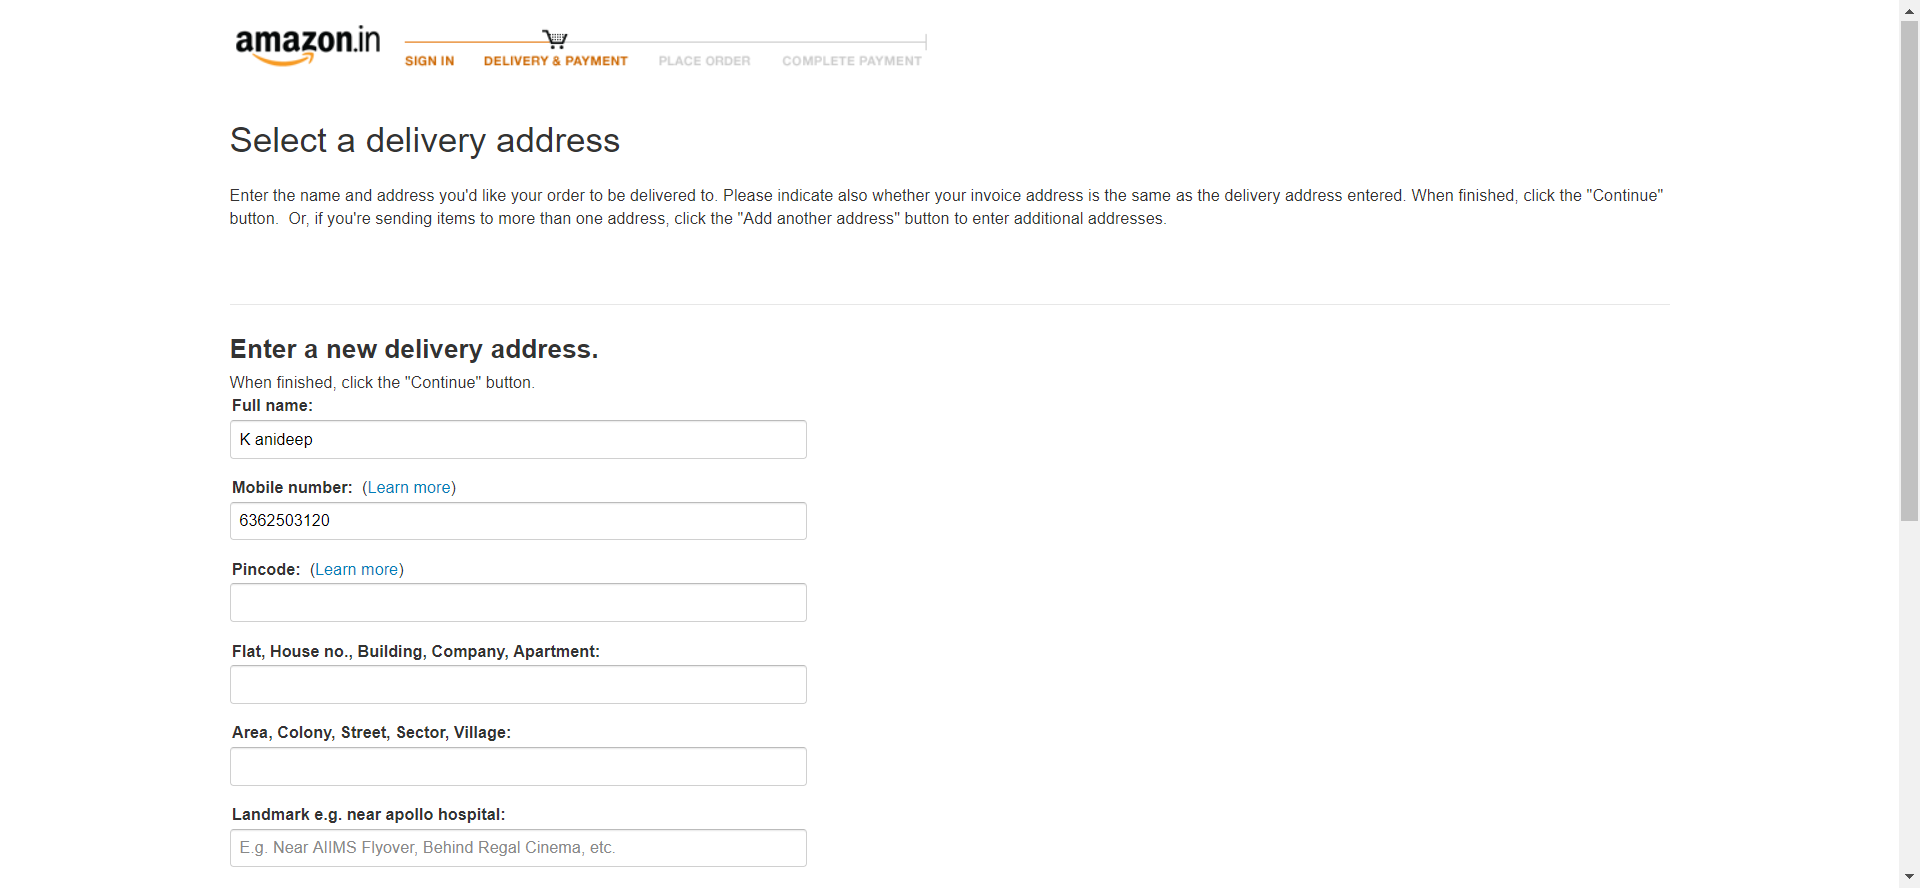 amazon.in
SIGN IN DELIVERY & PAYMENT PLACE ORDER COMPLETE PAYMENT
Select a delivery address
Enter the name and address you'd like your order to be delivered to. Please indicate also whether your invoice address is the same as the delivery address entered. When finished, click the "Continue"
button.  Or, if you're sending items to more than one address, click the "Add another address" button to enter additional addresses.
Enter a new delivery address.
When finished, click the "Continue" button.
Full name:
K anideep
Mobile number: (Learn more)
6362503120
Pincode: (Learn more)
Flat, House no., Building, Company, Apartment:
Area, Colony, Street, Sector, Village:
Landmark e.g. near apollo hospital:
E.g. Near AIIMS Flyover, Behind Regal Cinema, etc.